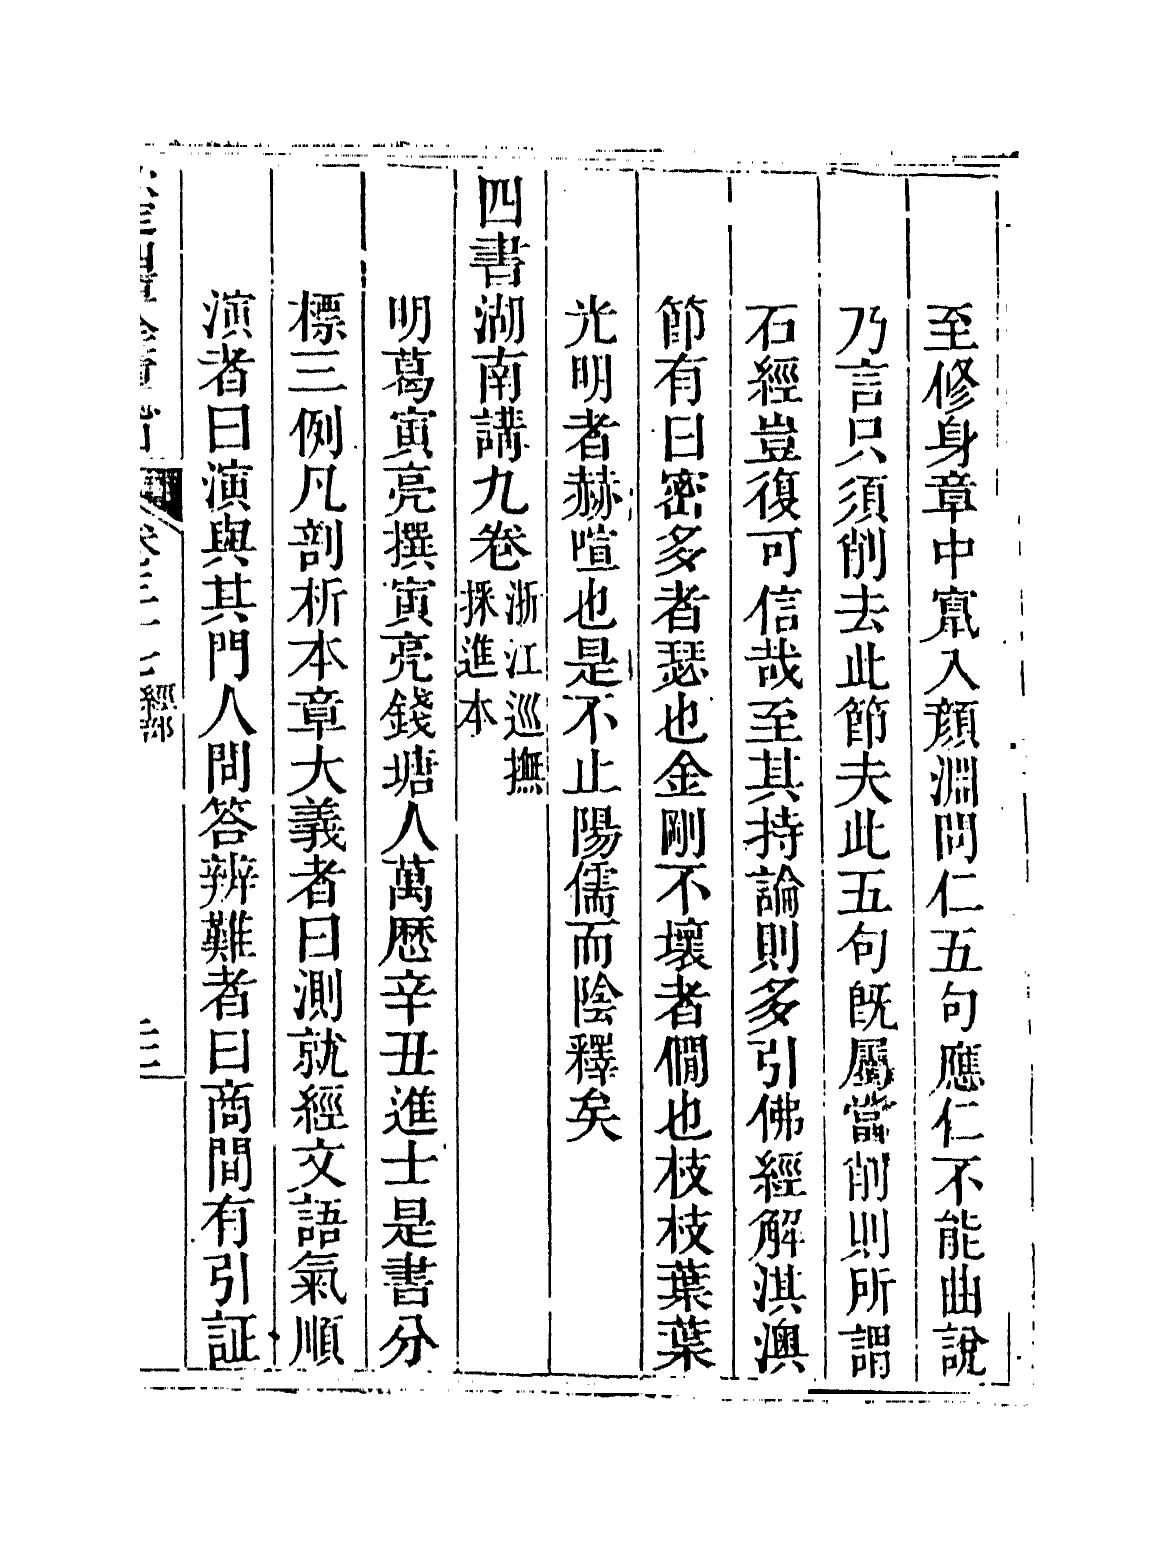 至修身章中竄入顏淵問仁五句應仁不能曲說
乃言只須削去此節夫此五句旣屬當削則所謂
石經豈復可信哉至其持論則多引佛經解淇澳
節有曰密多者瑟也金剛不壞者僩也枝枝葉葉
光明者赫喧也是不止陽儒而陰釋矣
四書湖南講九卷浙江巡撫
採進本
明葛寅亮撰寅亮錢塘人萬歷辛丑進士是書分
標三例凡剖析本章大義者曰測就經文語氣順
演者曰演與其門人問答辨難者曰商間有引証
經部